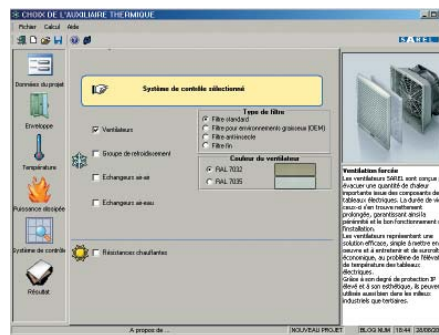 CHOIX DE L'AUXILIAIRE THERMIQUE
Fichier Calcul Aide
SAREL
Données du projet
Enveloppe
Température
Puissance dissipée
Système de contrôle
Résultat
Système de contrôle sélectionné
Ventilateurs
Groupe de refroidissement
Echangeurs air-air
Echangeurs air-eau
Résistances chauffantes
Type de filtre
Filtre standard
Filtre pour environnements graisseux (OEM)
Filtre anti-insecte
Filtre fin
Couleur du ventilateur
RAL 7032
RAL 7035
Ventilation forcée
Les ventilateurs SAREL sont conçus
évacuer une quantité de chaleur
importante issue des composants de
tableaux électriques. La durée de vie
ceux-ci s'en trouve nettement
prolongée, garantissant ainsi la
pérennité et le bon fonctionnement
l'installation.
Les ventilateurs représentent une
solution efficace, simple à mettre en
oeuvre et à entretenir et de surcroît
économique, au problème de l'élévat
de température des tableaux
électriques.
Grâce à son degré de protection IP
élevé et à son esthétique, ils peuven
utilisés aussi bien dans les milieux
industriels que tertiaires.
A propos de ...
NOUVEAU PROJET
BLOQ NUM
18:44